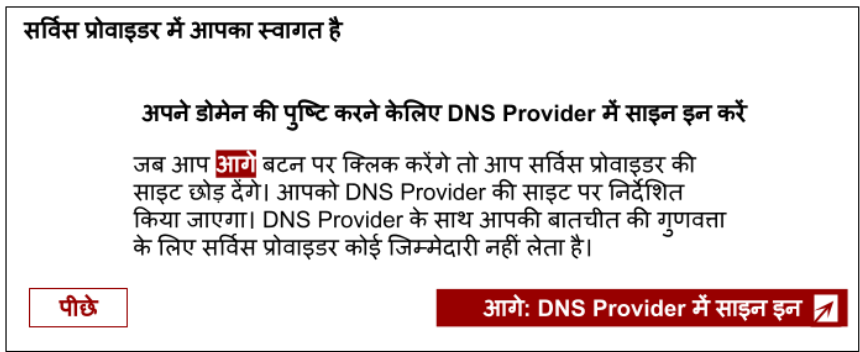 सर्विस प्रोवाइडर में आपका स्वागत है
अपने डोमेन की पुष्टि करने केलिए DNS Provider में साइन इन करें
जब आप आगे बटन पर क्लिक करेंगे तो आप सर्विस प्रोवाइडर की
साइट छोड़ देंगे। आपको DNS Provider की साइट पर निर्देशित
किया जाएगा। DNS Provider के साथ आपकी बातचीत की गुणवत्ता
के लिए सर्विस प्रोवाइडर कोई जिम्मेदारी नहीं लेता है।
पीछे
आगे: DNS Provider में साइन इन